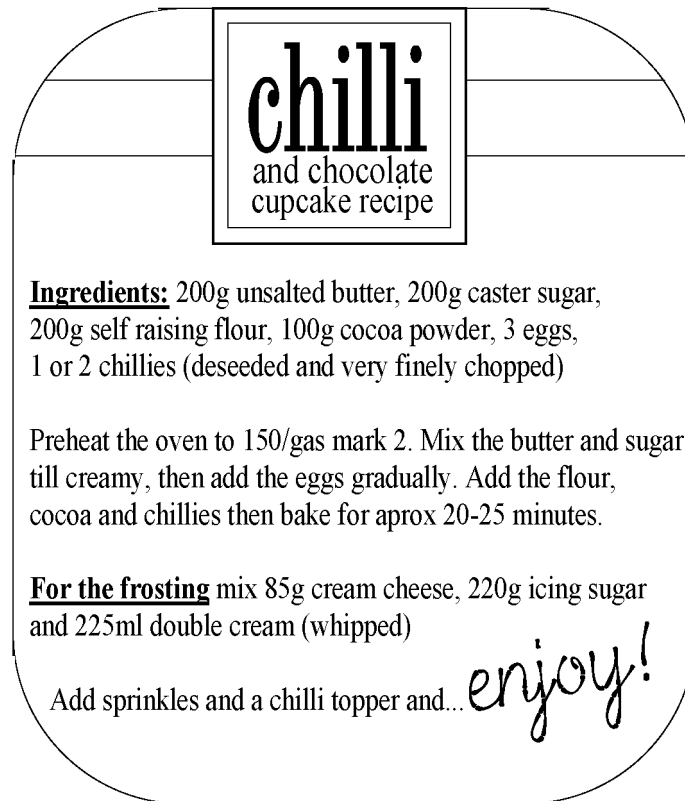 chilli
and chocolate
cupcake recipe
Ingredients: 200g unsalted butter, 200g caster sugar,
200g self raising flour, 100g cocoa powder, 3 eggs,
1 or 2 chillies (deseeded and very finely chopped)
Preheat the oven to 150/gas mark 2. Mix the butter and sugar
till creamy, then add the eggs gradually. Add the flour,
cocoa and chillies then bake for aprox 20-25 minutes.
For the frosting mix 85g cream cheese, 220g icing sugar
and 225ml double cream (whipped)
Add sprinkles and a chilli topper and... enjoy!